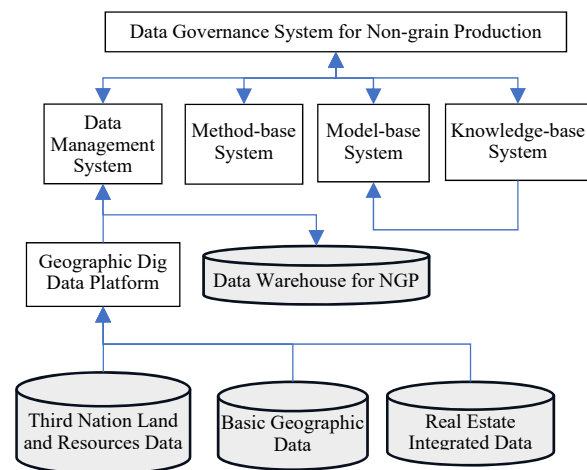 Data Governance System for Non-grain Production
Data
Management
System
Method-base
System
Model-base
System
Knowledge-base
System
Geographic Dig
Data Platform
Data Warehouse for NGP
Third Nation Land
and Resources Data
Basic Geographic
Data
Real Estate
Integrated Data